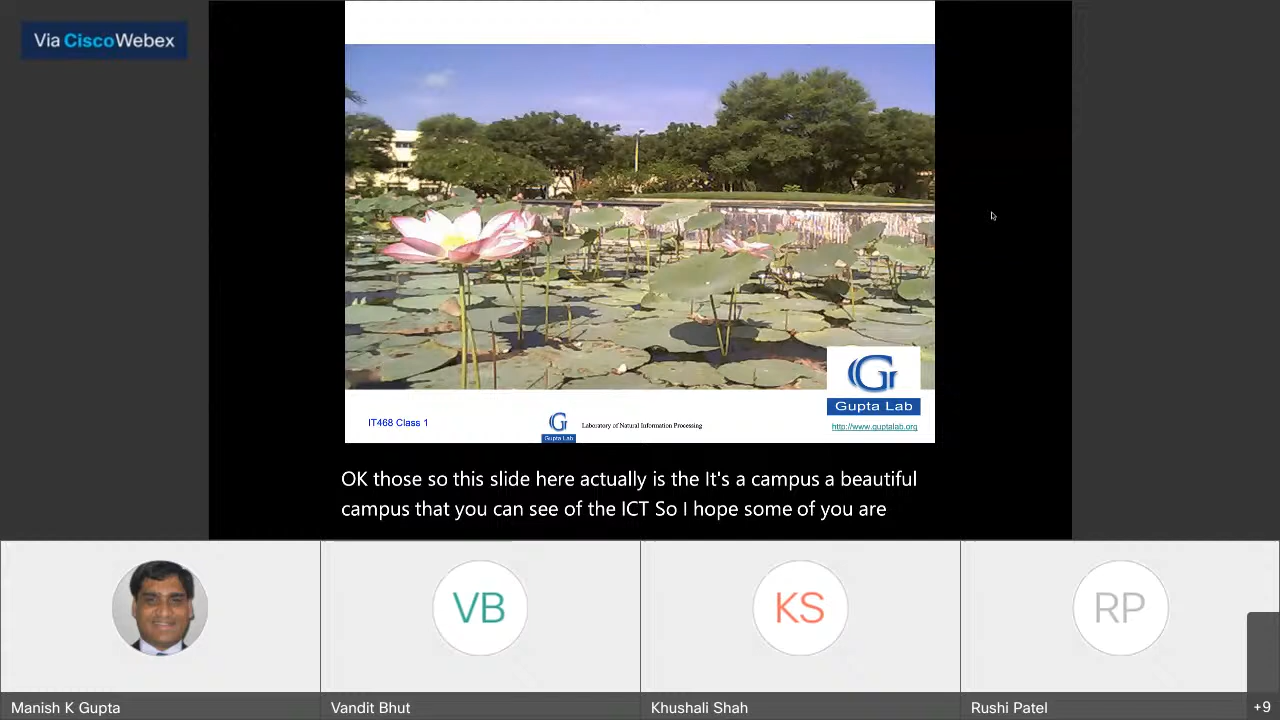 Via CiscoWebex
Gupta Lab
IT468 Class 1
Gupta Lab
Laboratory of Natural Information Processing
http://www.guptalab.org
OK those so this slide here actually is the It's a campus a beautiful
campus that you can see of the ICT So I hope some of you are
VB
KS
RP
Manish K Gupta
Vandit Bhut
Khushali Shah
Rushi Patel
+9